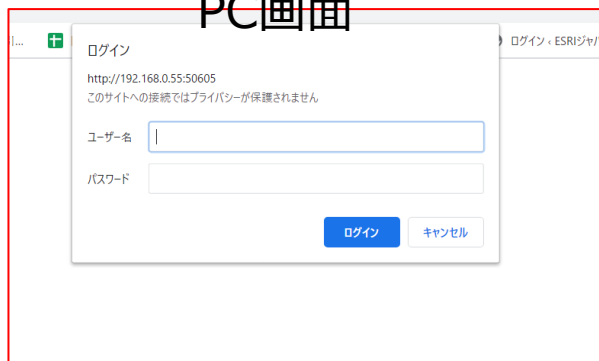 PC画面
ログイン ‹ ESRIジャパ
ログイン
http://192.168.0.55:50605
このサイトへの接続ではプライバシーが保護されません
ユーザー名
パスワード
ログイン
キャンセル